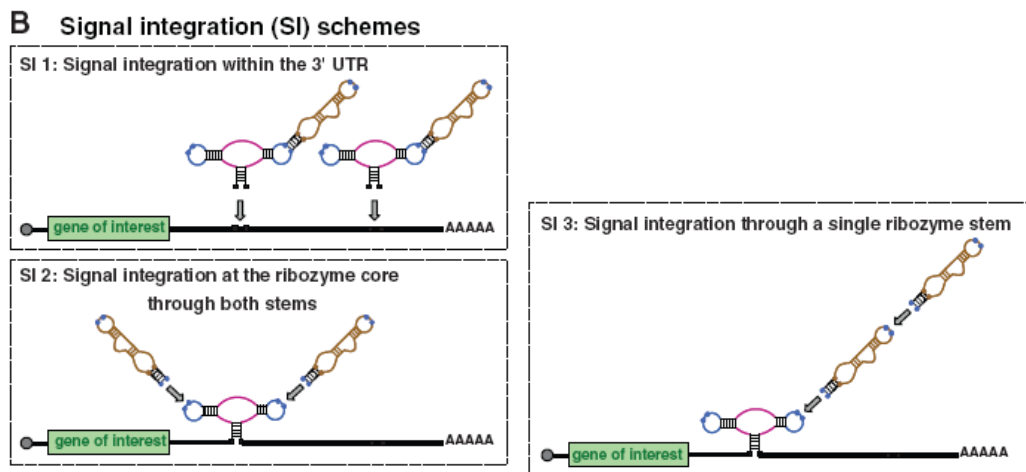 B Signal integration (SI) schemes
SI 1: Signal integration within the 3' UTR
gene of interest
AAAAA
SI 2: Signal integration at the ribozyme core
through both stems
gene of interest
AAAAA
SI 3: Signal integration through a single ribozyme stem
gene of interest
AAAAA